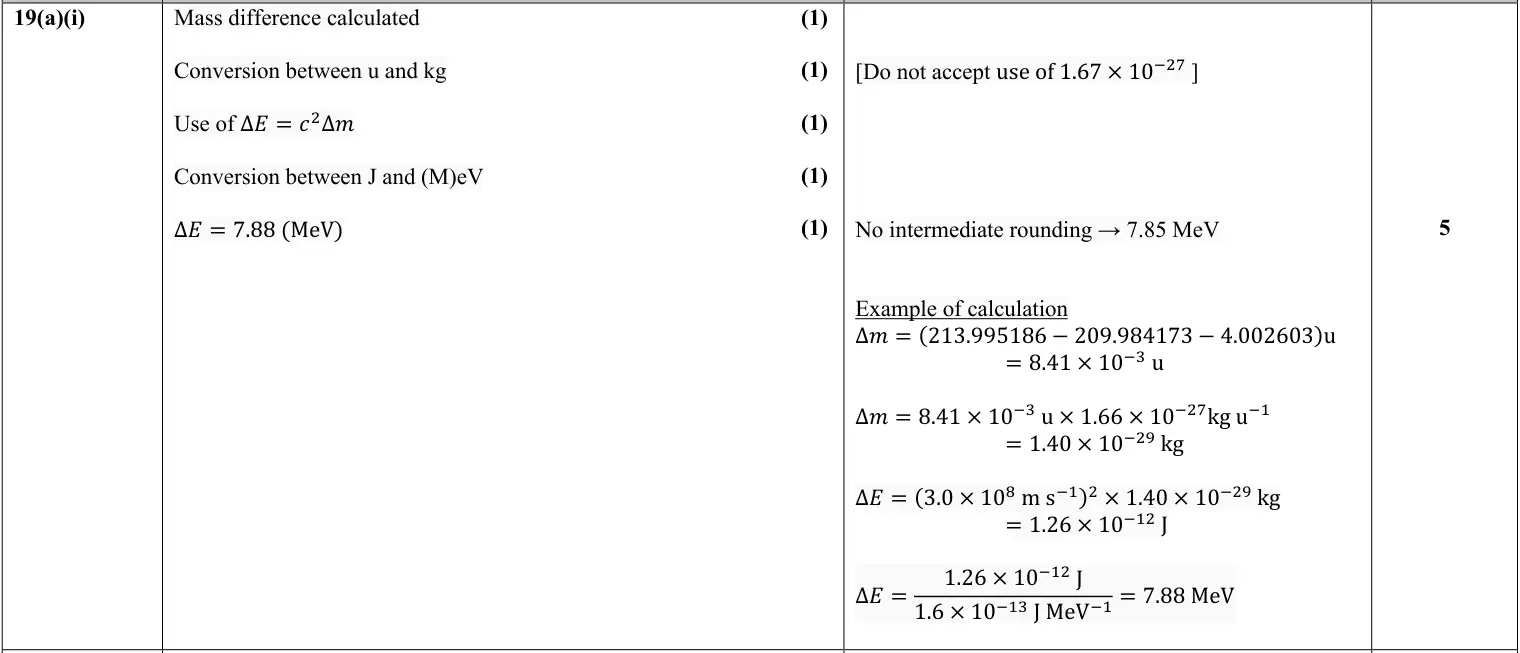 19(a)(i) Mass difference calculated (1)
Conversion between u and kg (1) [Do not accept use of 1.67 × 10⁻²⁷ ]
Use of Δ𝐸 = 𝑐²Δ𝑚 (1)
Conversion between J and (M)eV (1)
Δ𝐸 = 7.88 (MeV) (1) No intermediate rounding → 7.85 MeV 5
Example of calculation
Δ𝑚 = (213.995186 − 209.984173 − 4.002603)u
= 8.41 × 10⁻³ u
Δ𝑚 = 8.41 × 10⁻³ u × 1.66 × 10⁻²⁷kg u⁻¹
= 1.40 × 10⁻²⁹ kg
Δ𝐸 = (3.0 × 10⁸ m s⁻¹)² × 1.40 × 10⁻²⁹ kg
= 1.26 × 10⁻¹² J
1.26 × 10⁻¹² J
Δ𝐸 = ――― = 7.88 MeV
1.6 × 10⁻¹³ J MeV⁻¹